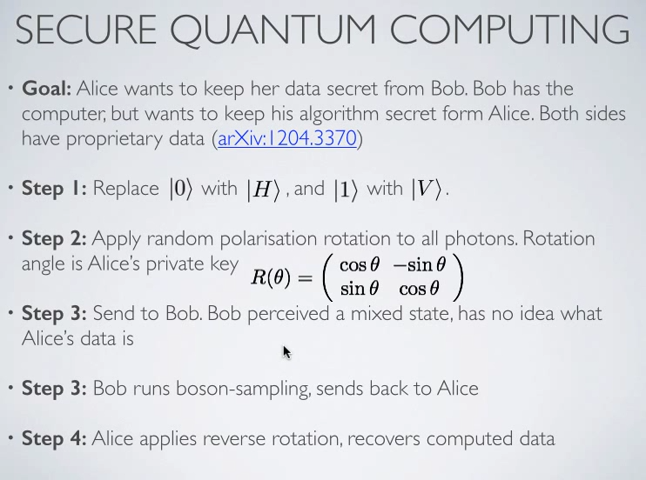 SECURE QUANTUM COMPUTING
• Goal: Alice wants to keep her data secret from Bob. Bob has the
computer, but wants to keep his algorithm secret form Alice. Both sides
have proprietary data (arXiv:1204.3370)
• Step 1: Replace |0⟩ with |H⟩, and |1⟩ with |V⟩.
• Step 2: Apply random polarisation rotation to all photons. Rotation
angle is Alice's private key R(θ) = ( cos θ −sin θ
sin θ cos θ )
• Step 3: Send to Bob. Bob perceived a mixed state, has no idea what
Alice's data is
• Step 3: Bob runs boson-sampling, sends back to Alice
• Step 4: Alice applies reverse rotation, recovers computed data